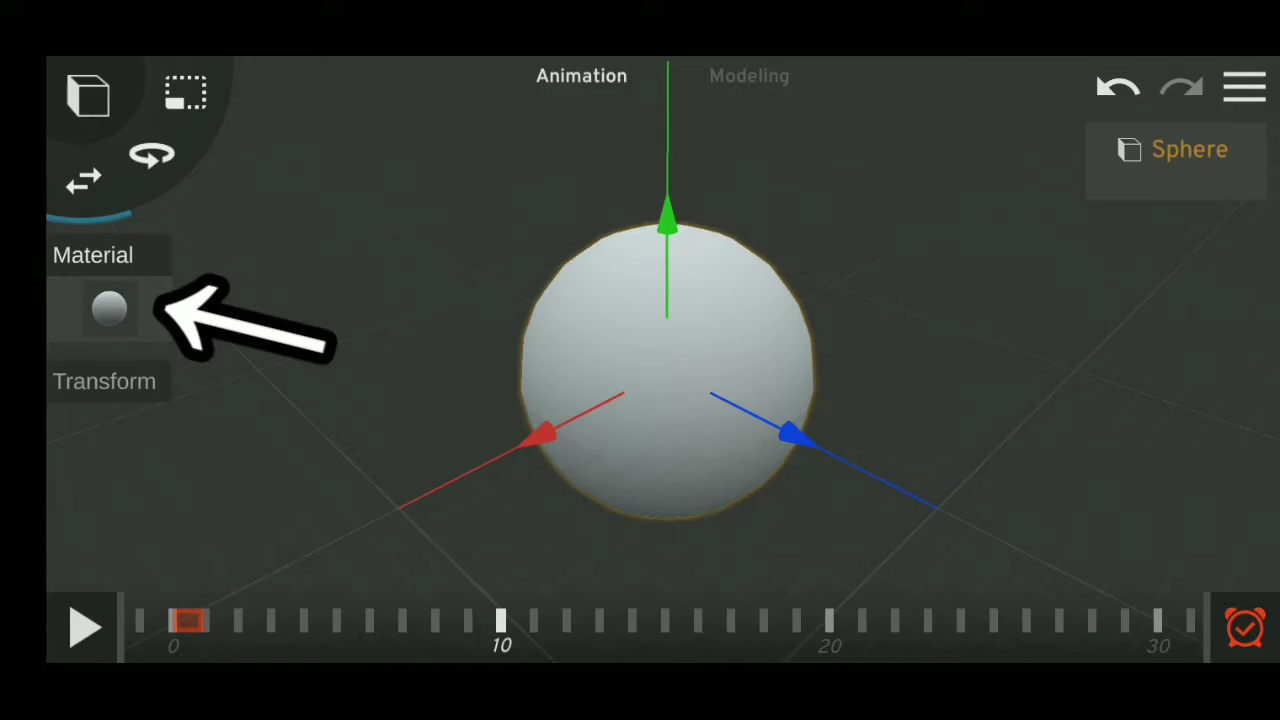 Animation Modeling
Sphere
Material
Transform
0 10 20 30